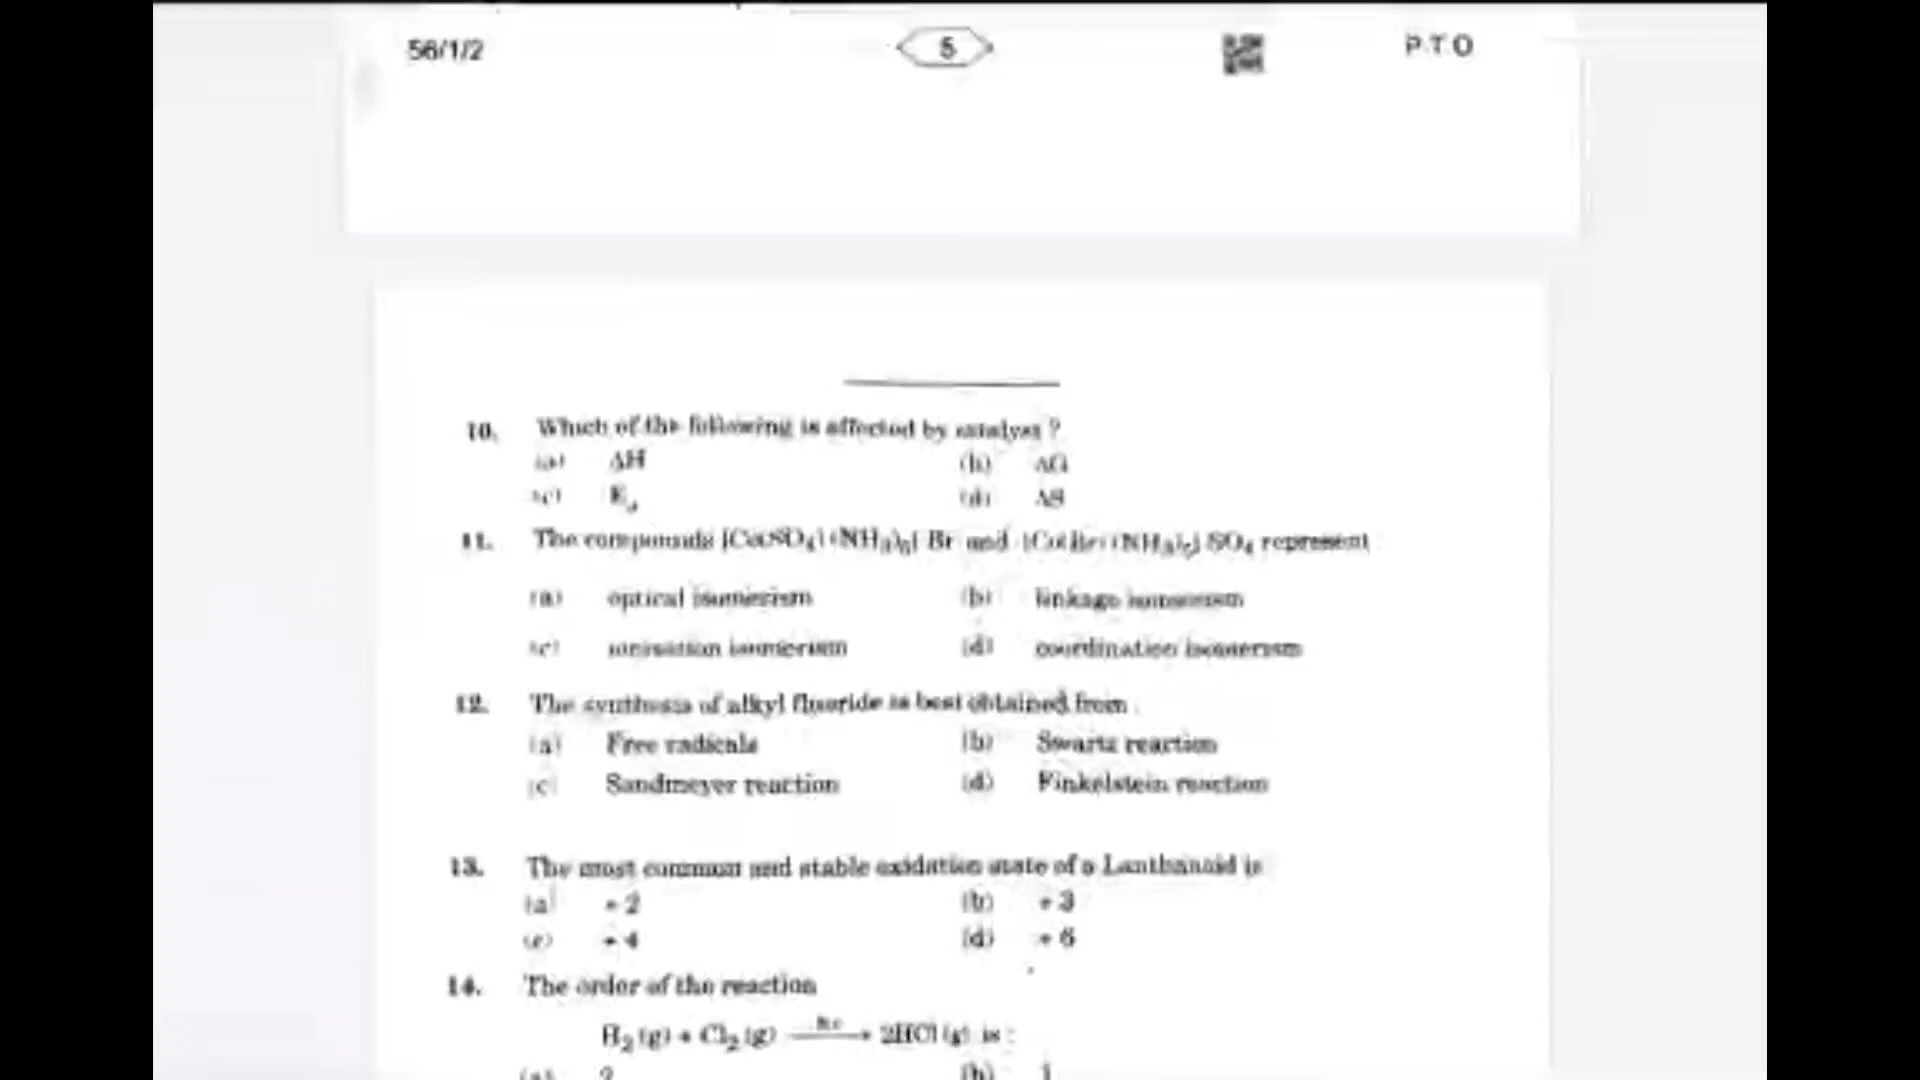 56/1/2 5 P.T.O
10. Which of the following is affected by catalyst ?
(a) ΔH (b) ΔG
(c) Eₐ (d) ΔS
11. The compounds [Co(SO₄)(NH₃)₅] Br and [Co(Br)(NH₃)₅] SO₄ represent
(a) optical isomerism (b) linkage isomerism
(c) ionisation isomerism (d) coordination isomerism
12. The synthesis of alkyl fluoride is best obtained from
(a) Free radicals (b) Swartz reaction
(c) Sandmeyer reaction (d) Finkelstein reaction
13. The most common and stable oxidation state of a Lanthanoid is
(a) +2 (b) +3
(c) +4 (d) +6
14. The order of the reaction
H₂(g) + Cl₂(g) ⟶ 2HCl(g) is :
(a) 2 (b) 1